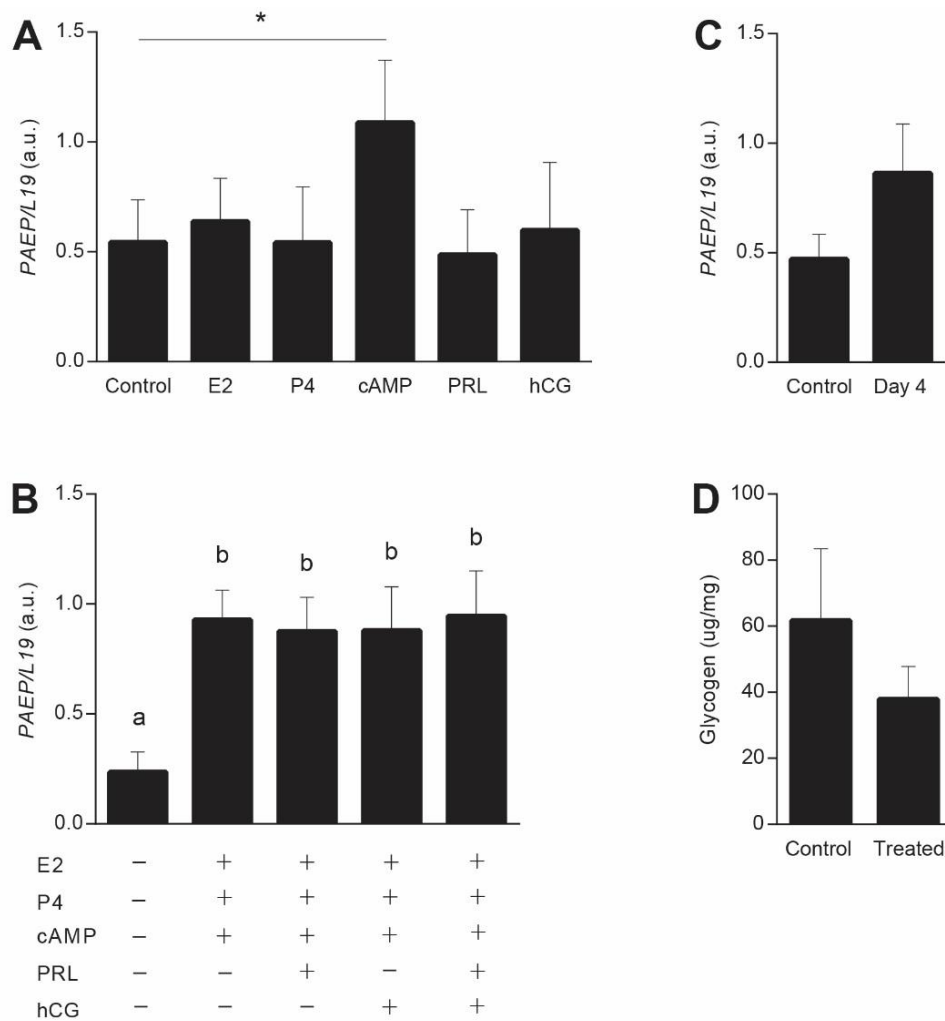 A
PAEP/L19 (a.u.)
1.5
1.0
0.5
0.0
*
Control E2 P4 cAMP PRL hCG
C
PAEP/L19 (a.u.)
1.5
1.0
0.5
0.0
Control Day 4
B
PAEP/L19 (a.u.)
1.5
1.0
0.5
0.0
a b b b b
E2 − + + + +
P4 − + + + +
cAMP − + + + +
PRL − − + − +
hCG − − − + +
D
Glycogen (ug/mg)
100
80
60
40
20
0
Control Treated